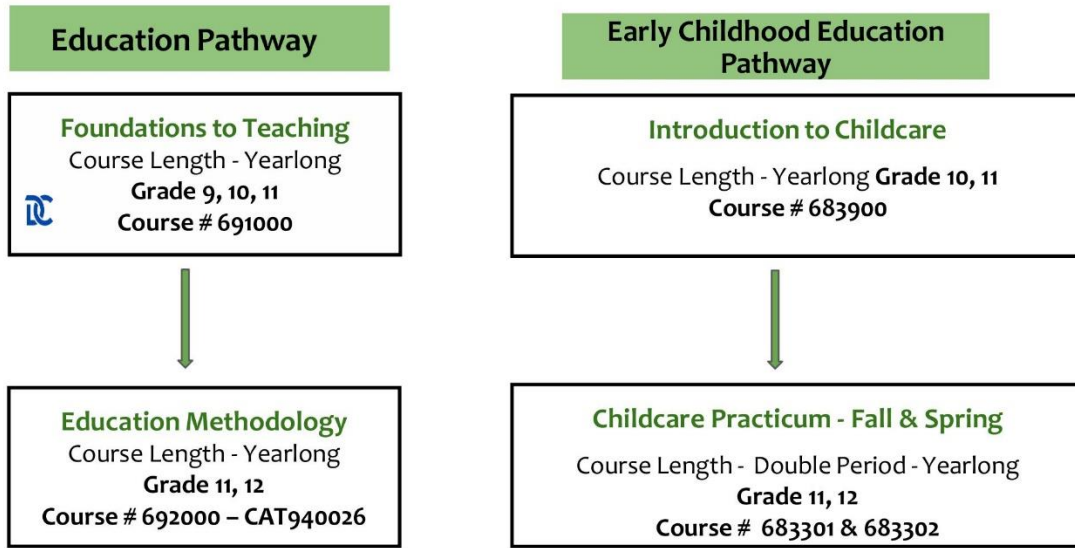 Education Pathway
Foundations to Teaching
Course Length - Yearlong
Grade 9, 10, 11
DC
Course # 691000
Education Methodology
Course Length - Yearlong
Grade 11, 12
Course # 692000 – CAT940026
Early Childhood Education
Pathway
Introduction to Childcare
Course Length - Yearlong Grade 10, 11
Course # 683900
Childcare Practicum - Fall & Spring
Course Length -  Double Period - Yearlong
Grade 11, 12
Course #  683301 & 683302